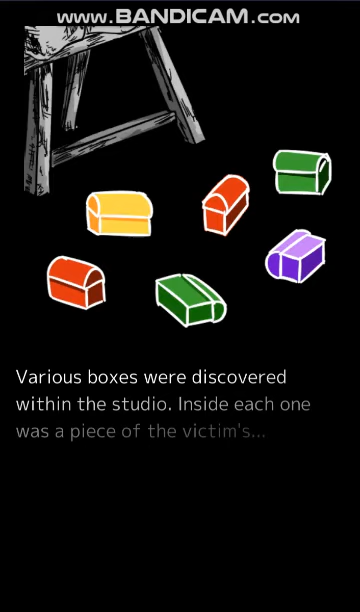 www.BANDICAM.com
Various boxes were discovered
within the studio. Inside each one
was a piece of the victim's...